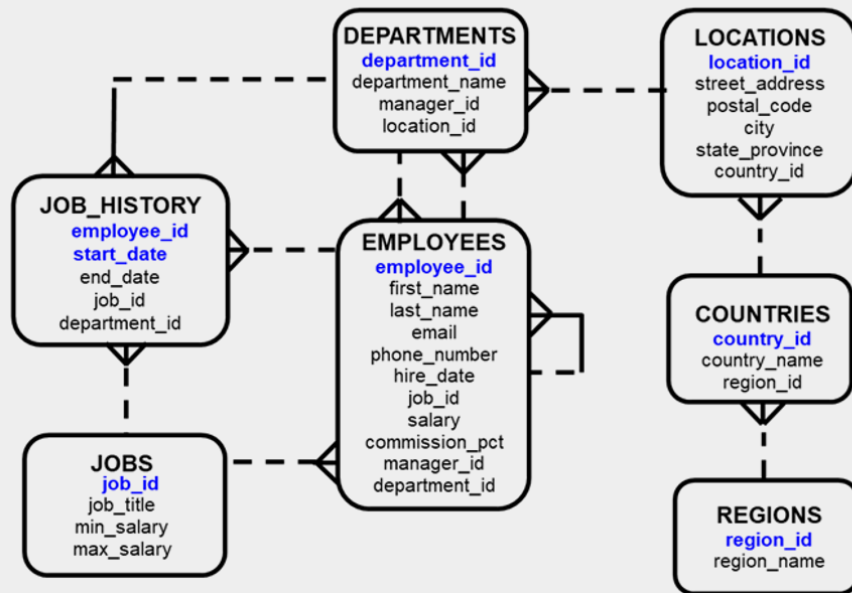 DEPARTMENTS
department_id
department_name
manager_id
location_id
LOCATIONS
location_id
street_address
postal_code
city
state_province
country_id
JOB_HISTORY
employee_id
start_date
end_date
job_id
department_id
EMPLOYEES
employee_id
first_name
last_name
email
phone_number
hire_date
job_id
salary
commission_pct
manager_id
department_id
COUNTRIES
country_id
country_name
region_id
JOBS
job_id
job_title
min_salary
max_salary
REGIONS
region_id
region_name